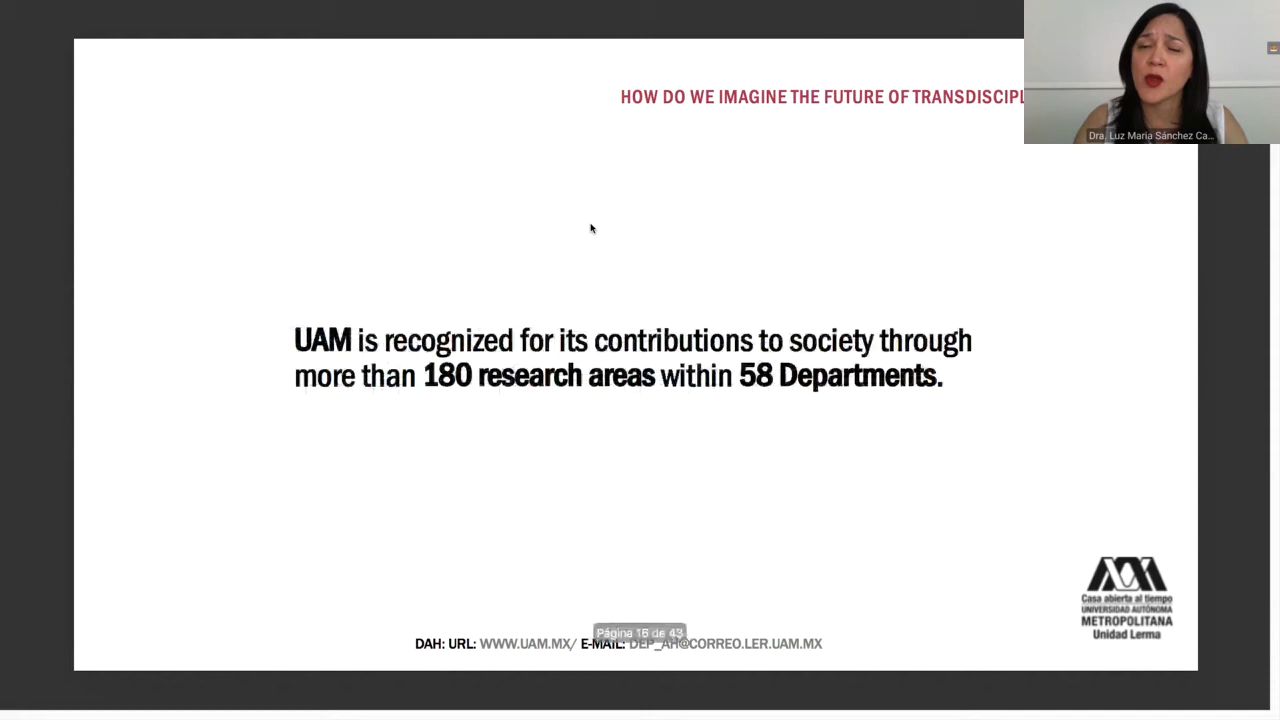 HOW DO WE IMAGINE THE FUTURE OF TRANSDISCIPL
Dra. Luz Maria Sánchez Ca...
UAM is recognized for its contributions to society through
more than 180 research areas within 58 Departments.
Casa abierta al tiempo
UNIVERSIDAD AUTÓNOMA
METROPOLITANA
Unidad Lerma
Página 16 de 43
DAH: URL: WWW.UAM.MX/ E-MAIL: DEP_AH@CORREO.LER.UAM.MX